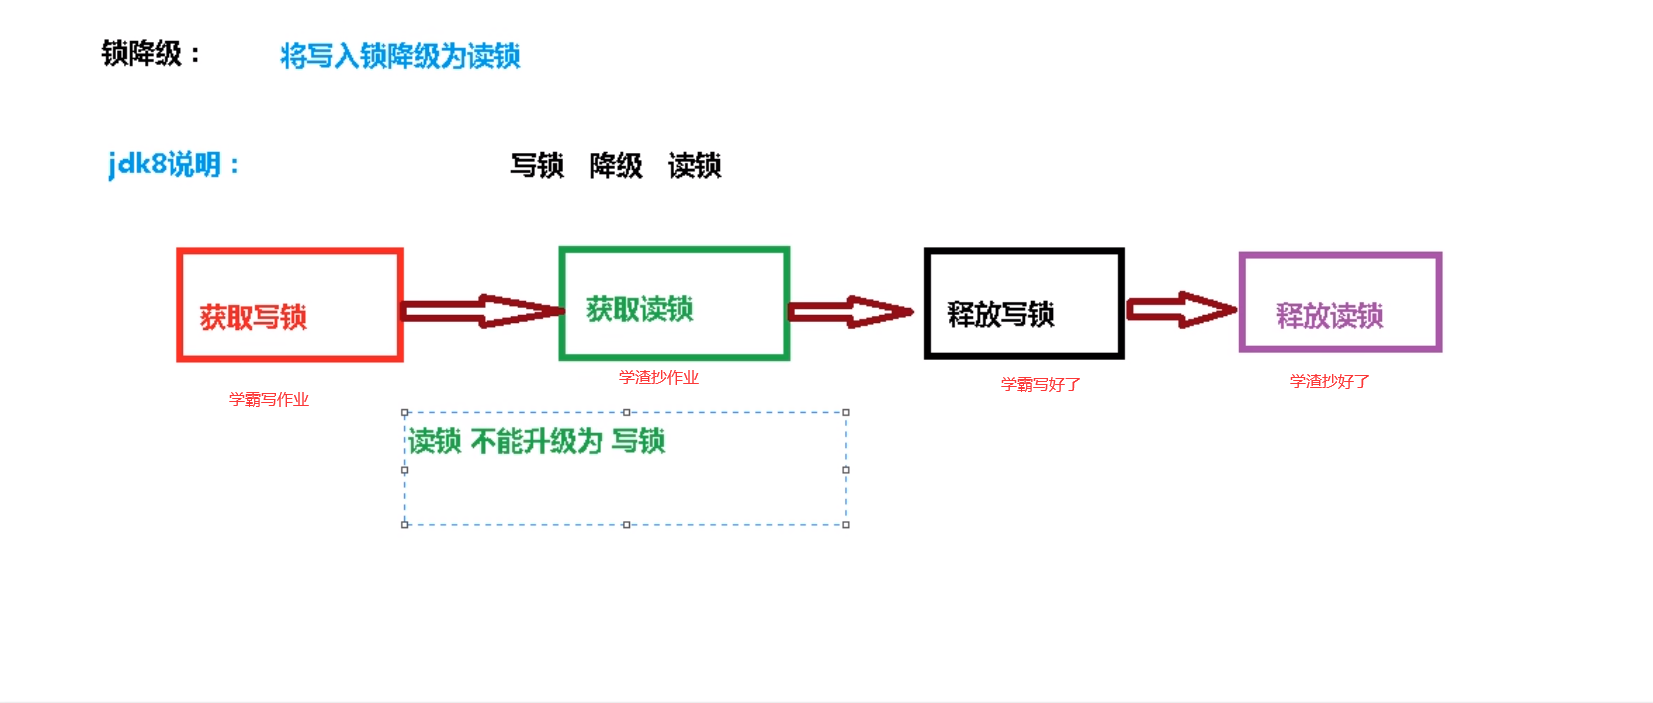 锁降级： 将写入锁降级为读锁
jdk8说明： 写锁 降级 读锁
获取写锁
获取读锁
释放写锁
释放读锁
学霸写作业
学渣抄作业
学霸写好了
学渣抄好了
读锁 不能升级为 写锁